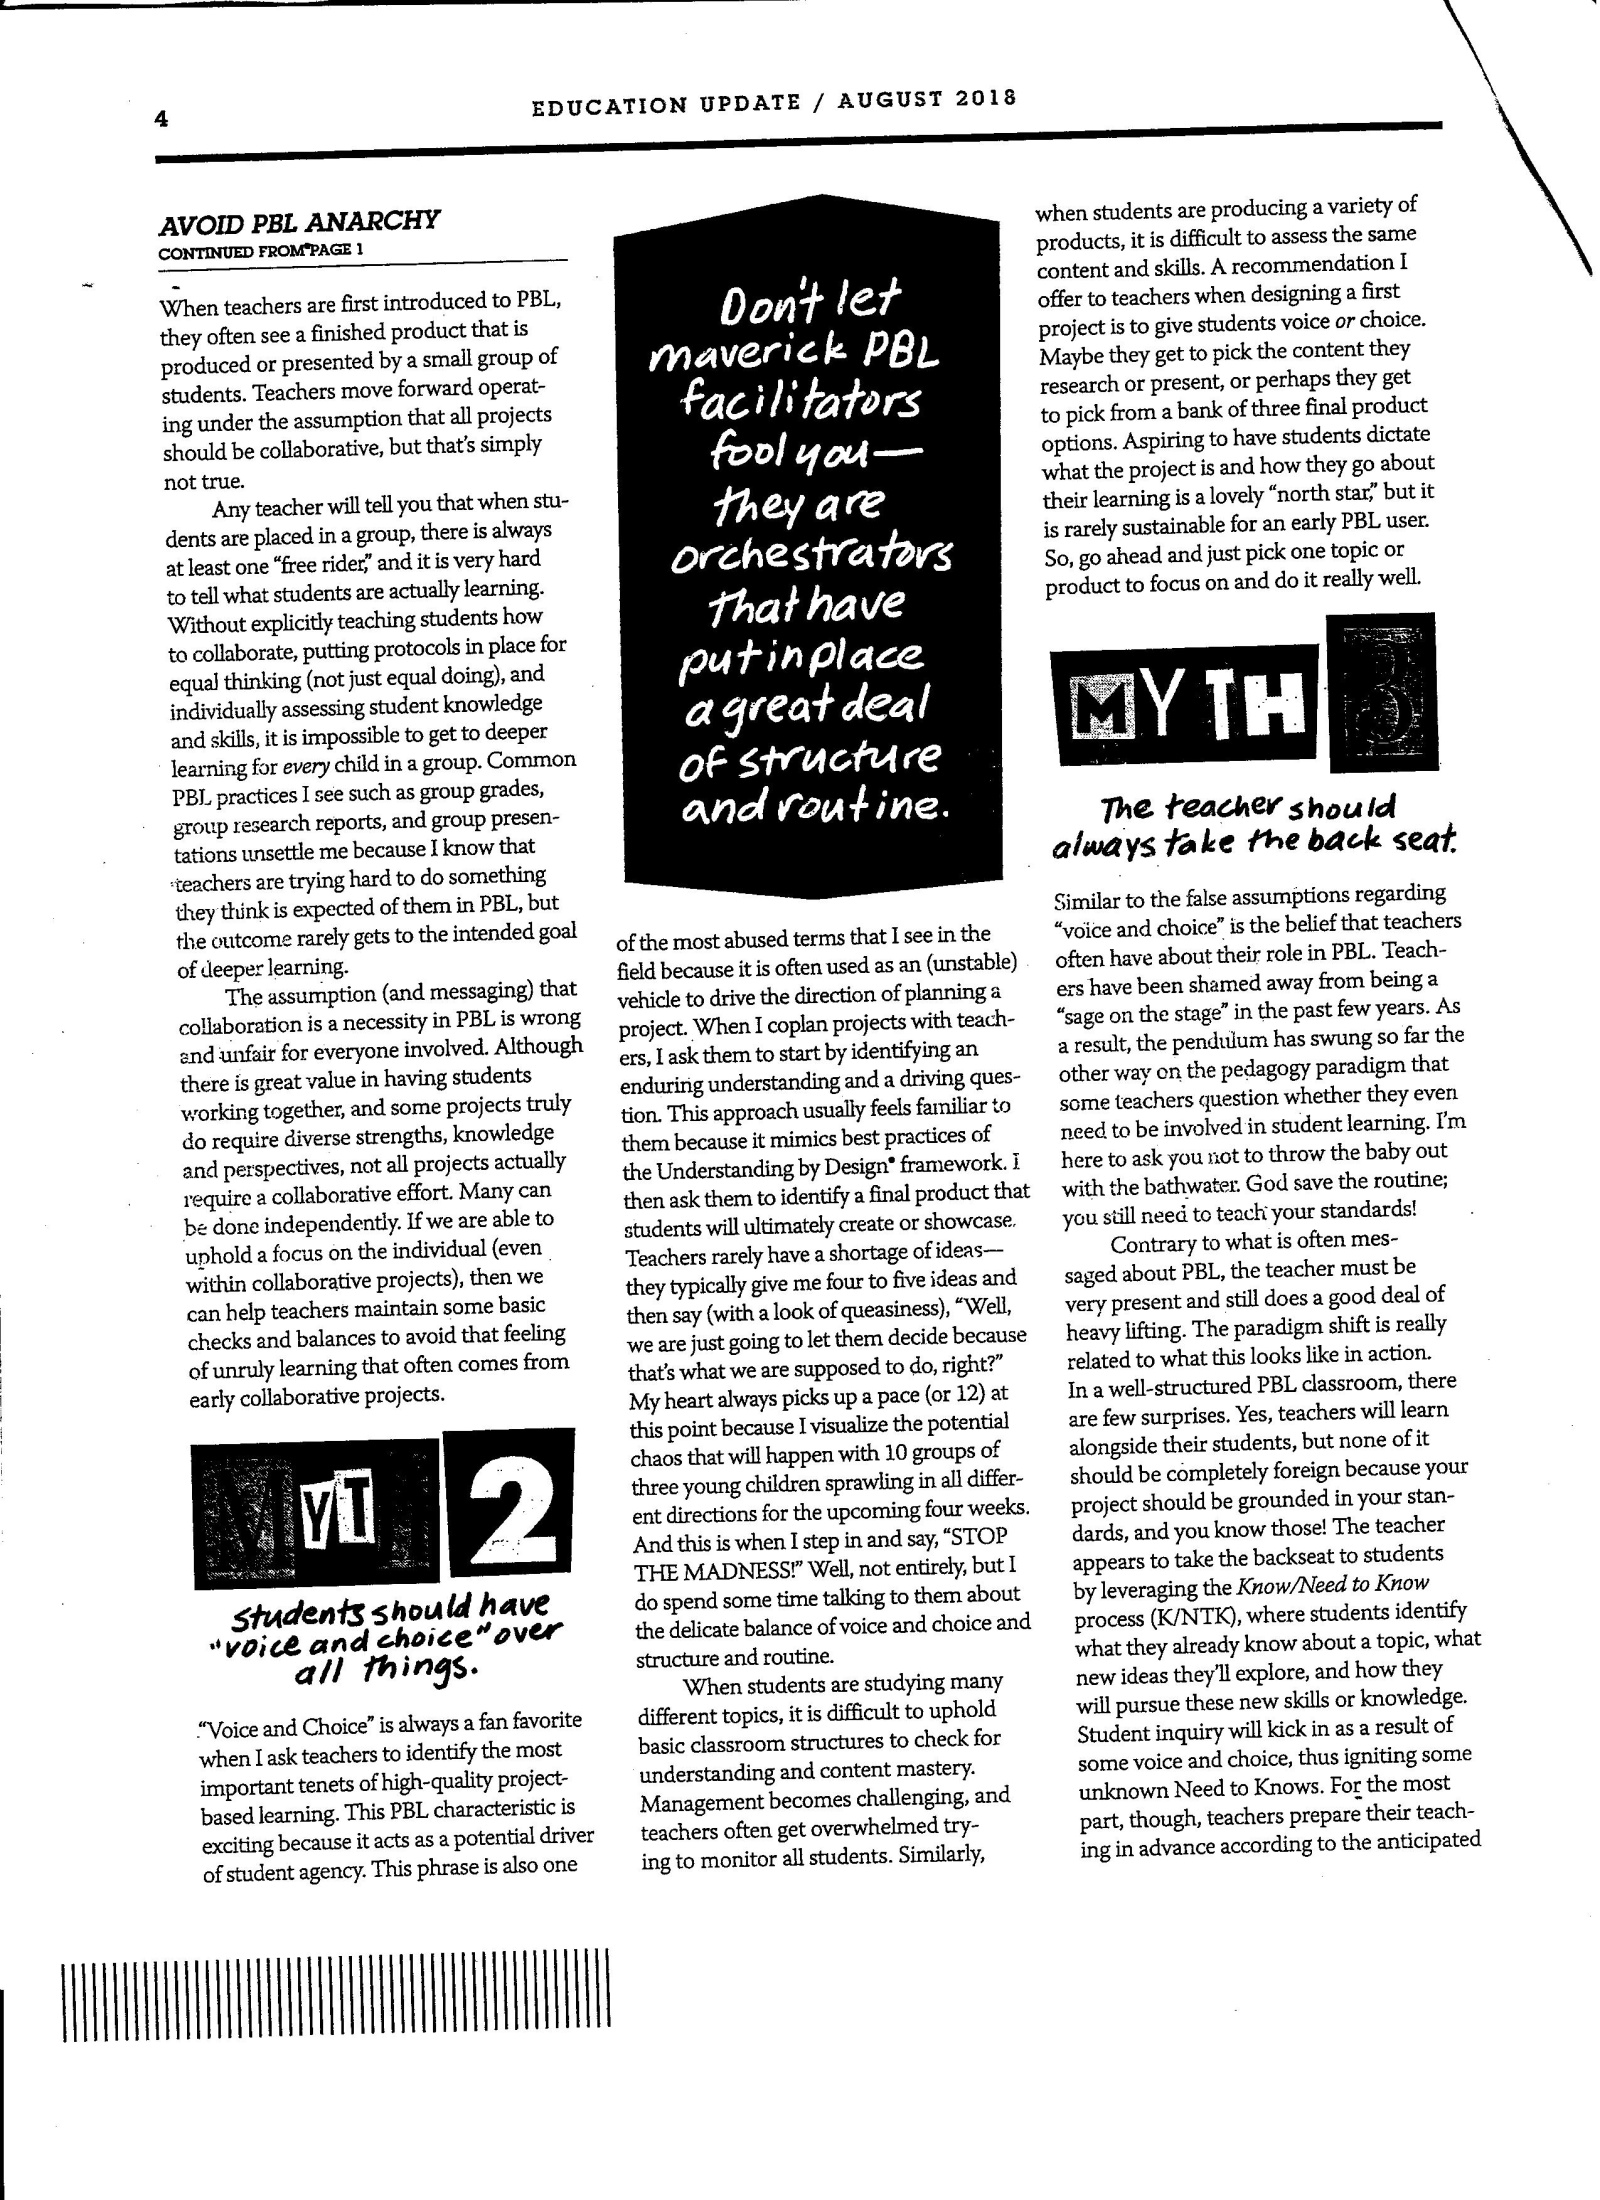 4
EDUCATION UPDATE / AUGUST 2018
AVOID PBL ANARCHY
CONTINUED FROM PAGE 1
When teachers are first introduced to PBL,
they often see a finished product that is
produced or presented by a small group of
students. Teachers move forward operat-
ing under the assumption that all projects
should be collaborative, but that's simply
not true.
Any teacher will tell you that when stu-
dents are placed in a group, there is always
at least one "free rider," and it is very hard
to tell what students are actually learning.
Without explicitly teaching students how
to collaborate, putting protocols in place for
equal thinking (not just equal doing), and
individually assessing student knowledge
and skills, it is impossible to get to deeper
learning for every child in a group. Common
PBL practices I see such as group grades,
group research reports, and group presen-
tations unsettle me because I know that
teachers are trying hard to do something
they think is expected of them in PBL, but
the outcome rarely gets to the intended goal
of deeper learning.
The assumption (and messaging) that
collaboration is a necessity in PBL is wrong
and unfair for everyone involved. Although
there is great value in having students
working together, and some projects truly
do require diverse strengths, knowledge
and perspectives, not all projects actually
require a collaborative effort. Many can
be done independently. If we are able to
uphold a focus on the individual (even
within collaborative projects), then we
can help teachers maintain some basic
checks and balances to avoid that feeling
of unruly learning that often comes from
early collaborative projects.
MYTH 2
Students should have
"voice and choice" over
all things.
"Voice and Choice" is always a fan favorite
when I ask teachers to identify the most
important tenets of high-quality project-
based learning. This PBL characteristic is
exciting because it acts as a potential driver
of student agency. This phrase is also one
Don't let
maverick PBL
facilitators
fool you—
they are
orchestrators
that have
put in place
a great deal
of structure
and routine.
of the most abused terms that I see in the
field because it is often used as an (unstable)
vehicle to drive the direction of planning a
project. When I coplan projects with teach-
ers, I ask them to start by identifying an
enduring understanding and a driving ques-
tion. This approach usually feels familiar to
them because it mimics best practices of
the Understanding by Design® framework. I
then ask them to identify a final product that
students will ultimately create or showcase.
Teachers rarely have a shortage of ideas—
they typically give me four to five ideas and
then say (with a look of queasiness), "Well,
we are just going to let them decide because
that's what we are supposed to do, right?"
My heart always picks up a pace (or 12) at
this point because I visualize the potential
chaos that will happen with 10 groups of
three young children sprawling in all differ-
ent directions for the upcoming four weeks.
And this is when I step in and say, "STOP
THE MADNESS!" Well, not entirely, but I
do spend some time talking to them about
the delicate balance of voice and choice and
structure and routine.
When students are studying many
different topics, it is difficult to uphold
basic classroom structures to check for
understanding and content mastery.
Management becomes challenging, and
teachers often get overwhelmed try-
ing to monitor all students. Similarly,
when students are producing a variety of
products, it is difficult to assess the same
content and skills. A recommendation I
offer to teachers when designing a first
project is to give students voice or choice.
Maybe they get to pick the content they
research or present, or perhaps they get
to pick from a bank of three final product
options. Aspiring to have students dictate
what the project is and how they go about
their learning is a lovely "north star," but it
is rarely sustainable for an early PBL user.
So, go ahead and just pick one topic or
product to focus on and do it really well.
MYTH 3
The teacher should
always take the back seat.
Similar to the false assumptions regarding
"voice and choice" is the belief that teachers
often have about their role in PBL. Teach-
ers have been shamed away from being a
"sage on the stage" in the past few years. As
a result, the pendulum has swung so far the
other way on the pedagogy paradigm that
some teachers question whether they even
need to be involved in student learning. I'm
here to ask you not to throw the baby out
with the bathwater. God save the routine;
you still need to teach your standards!
Contrary to what is often mes-
saged about PBL, the teacher must be
very present and still does a good deal of
heavy lifting. The paradigm shift is really
related to what this looks like in action.
In a well-structured PBL classroom, there
are few surprises. Yes, teachers will learn
alongside their students, but none of it
should be completely foreign because your
project should be grounded in your stan-
dards, and you know those! The teacher
appears to take the backseat to students
by leveraging the Know/Need to Know
process (K/NTK), where students identify
what they already know about a topic, what
new ideas they'll explore, and how they
will pursue these new skills or knowledge.
Student inquiry will kick in as a result of
some voice and choice, thus igniting some
unknown Need to Knows. For the most
part, though, teachers prepare their teach-
ing in advance according to the anticipated